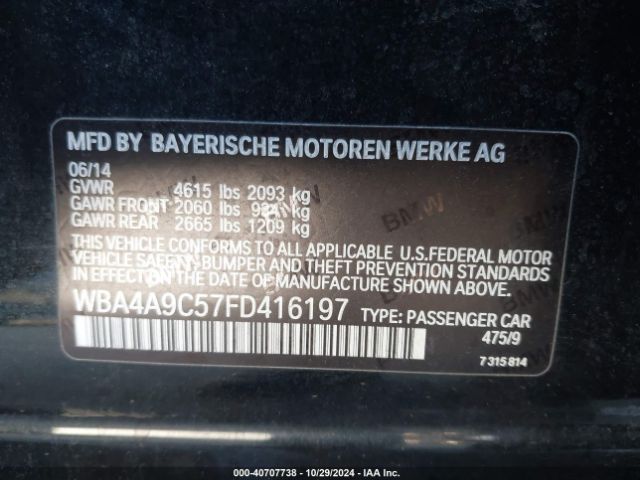 MFD BY BAYERISCHE MOTOREN WERKE AG
06/14
GVWR 4615 lbs 2093 kg
GAWR FRONT 2060 lbs 934 kg
GAWR REAR 2665 lbs 1209 kg
THIS VEHICLE CONFORMS TO ALL APPLICABLE U.S.FEDERAL MOTOR
VEHICLE SAFETY,BUMPER AND THEFT PREVENTION STANDARDS
IN EFFECT ON THE DATE OF MANUFACTURE SHOWN ABOVE.
WBA4A9C57FD416197 TYPE: PASSENGER CAR
475/9
7 315 814
000-40707738 - 10/29/2024 - IAA Inc.